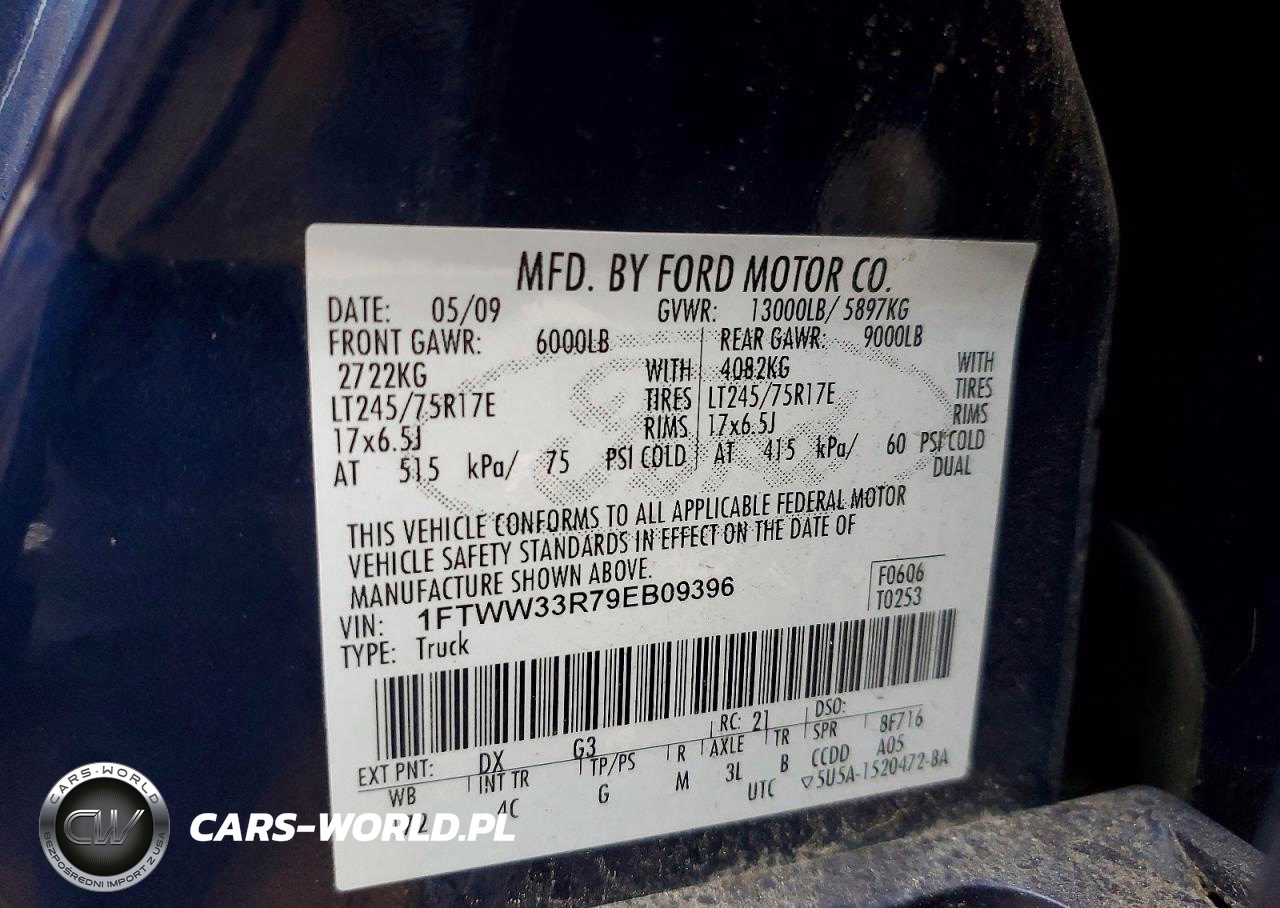 MFD. BY FORD MOTOR CO.
DATE: 05/09 GVWR: 13000LB/ 5897KG
FRONT GAWR: 6000LB REAR GAWR: 9000LB
2722KG WITH 4082KG WITH
LT245/75R17E TIRES LT245/75R17E TIRES
17x6.5J RIMS 17x6.5J RIMS
AT 515 kPa/ 75 PSI COLD AT 415 kPa/ 60 PSI COLD
DUAL
THIS VEHICLE CONFORMS TO ALL APPLICABLE FEDERAL MOTOR
VEHICLE SAFETY STANDARDS IN EFFECT ON THE DATE OF
MANUFACTURE SHOWN ABOVE.
VIN: 1FTWW33R79EB09396 F0606
TYPE: Truck T0253
EXT PNT: DX G3 RC: 21 DSO:
WB INT TR TP/PS R AXLE TR SPR 8F716
4C G M 3L B CCDD A05
UTC ▽5U5A-1520472-BA
CARS-WORLD
CW
BEZPOŚREDNI IMPORT Z USA
CARS-WORLD.PL